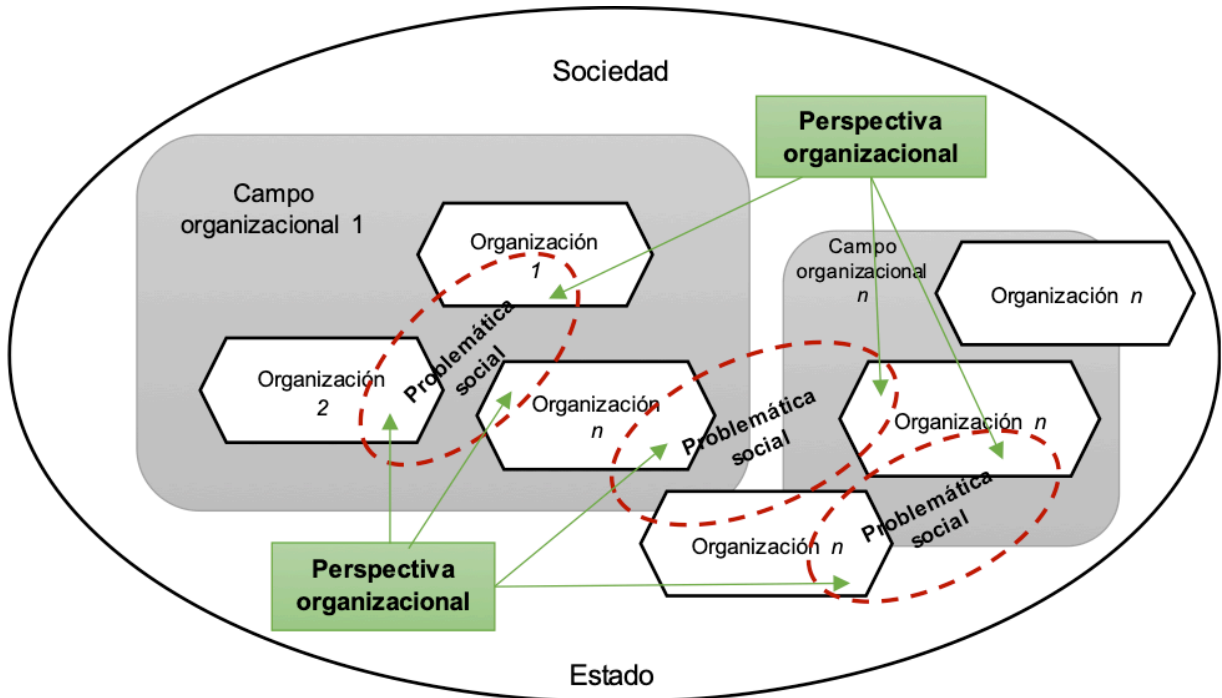 Sociedad
Perspectiva
organizacional
Campo
organizacional 1
Organización
1
Campo
organizacional
n
Organización n
Problemática
social
Organización
2
Organización
n
Problemática
social
Organización n
Problemática
social
Organización n
Perspectiva
organizacional
Estado